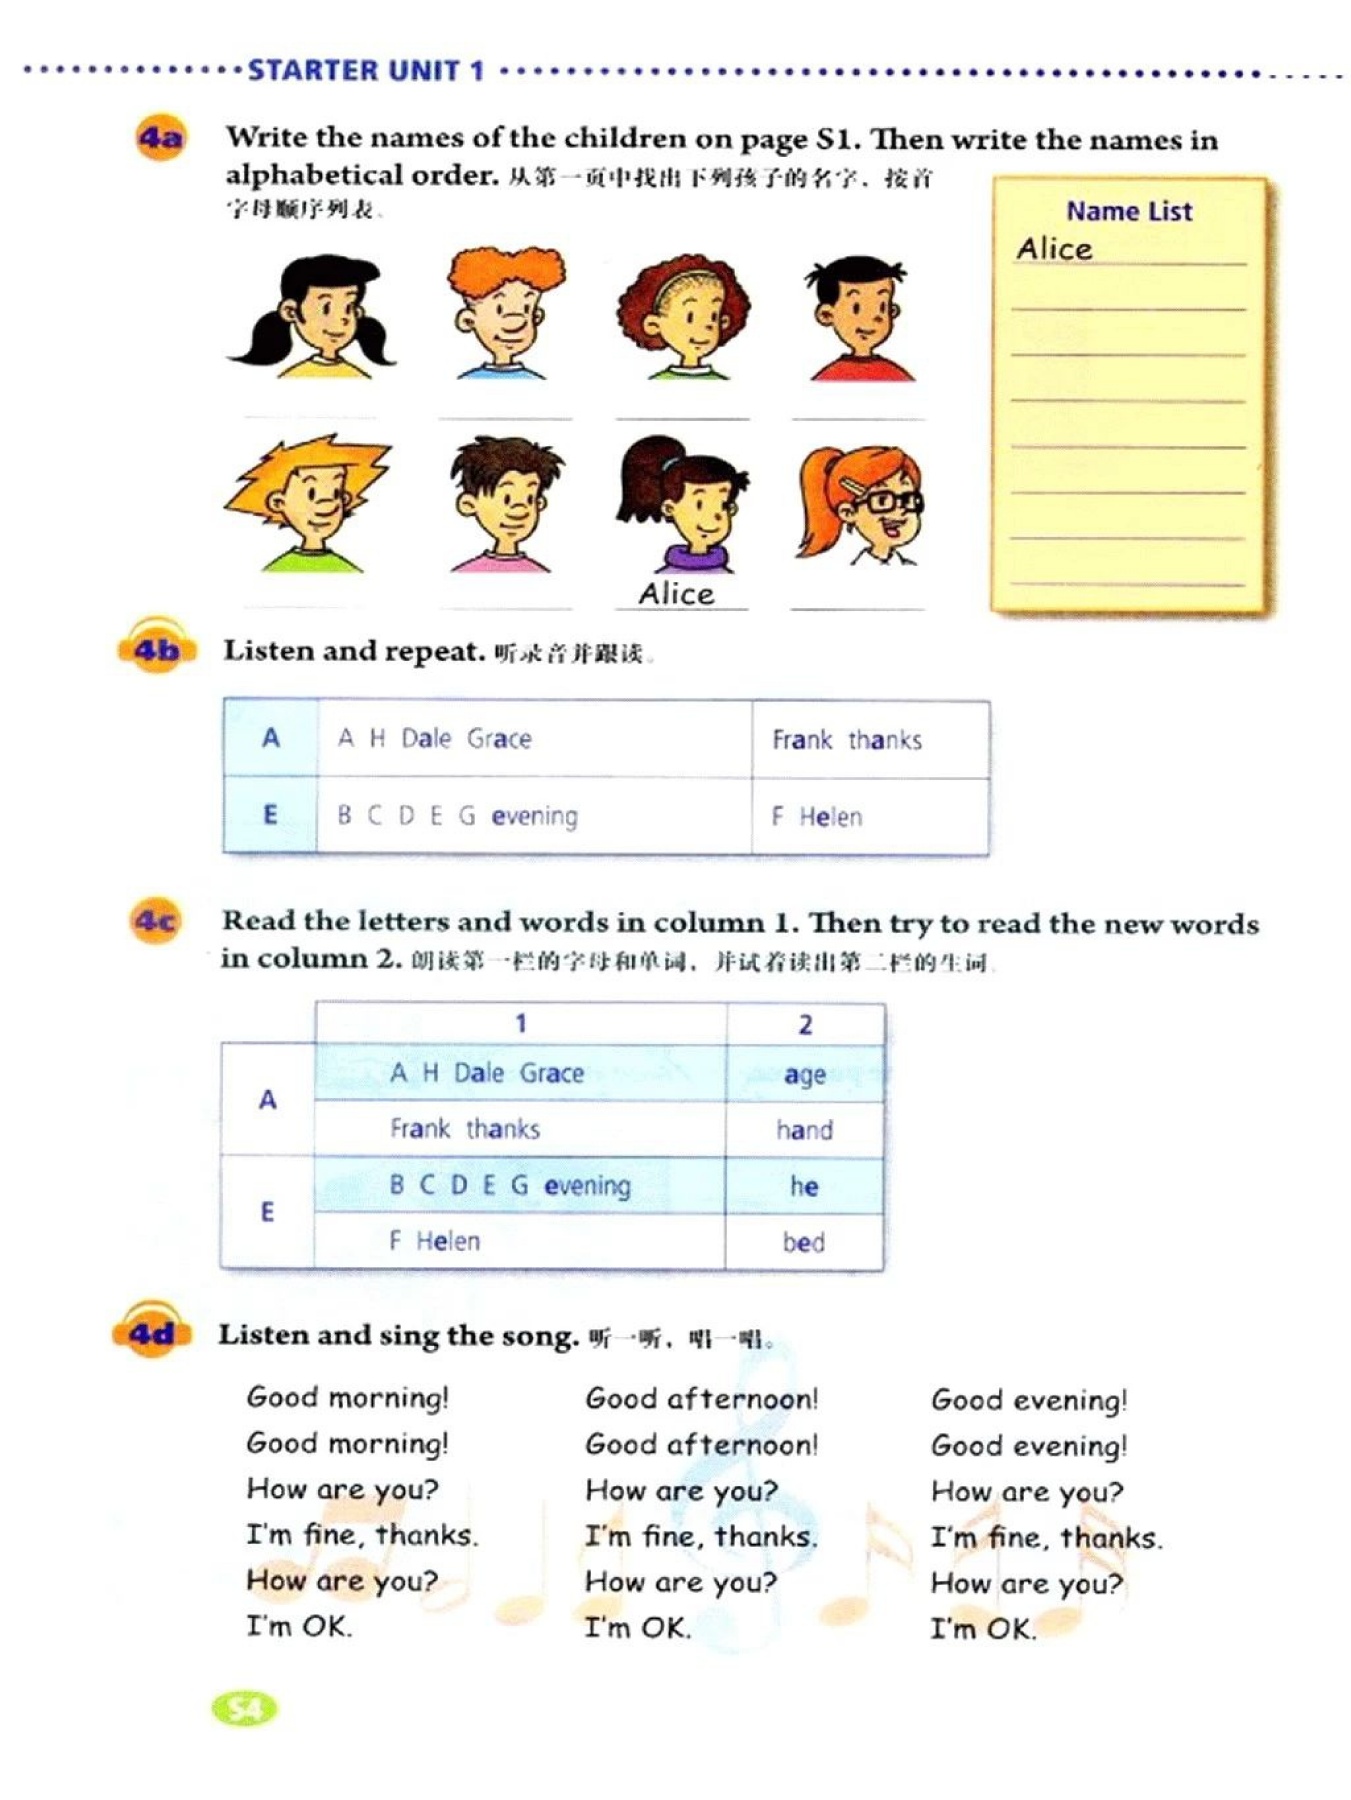 STARTER UNIT 1
4a
Write the names of the children on page S1. Then write the names in
alphabetical order. 从第一页中找出下列孩子的名字，按首
字母顺序列表。
Name List
Alice
Alice
4b
Listen and repeat. 听录音并跟读。
A A H Dale Grace Frank thanks
E B C D E G evening F Helen
4c
Read the letters and words in column 1. Then try to read the new words
in column 2. 朗读第一栏的字母和单词，并试着读出第二栏的生词。
1 2
A
A H Dale Grace age
Frank thanks hand
E
B C D E G evening he
F Helen bed
4d
Listen and sing the song. 听一听，唱一唱。
Good morning! Good afternoon! Good evening!
Good morning! Good afternoon! Good evening!
How are you? How are you? How are you?
I'm fine, thanks. I'm fine, thanks. I'm fine, thanks.
How are you? How are you? How are you?
I'm OK. I'm OK. I'm OK.
S4